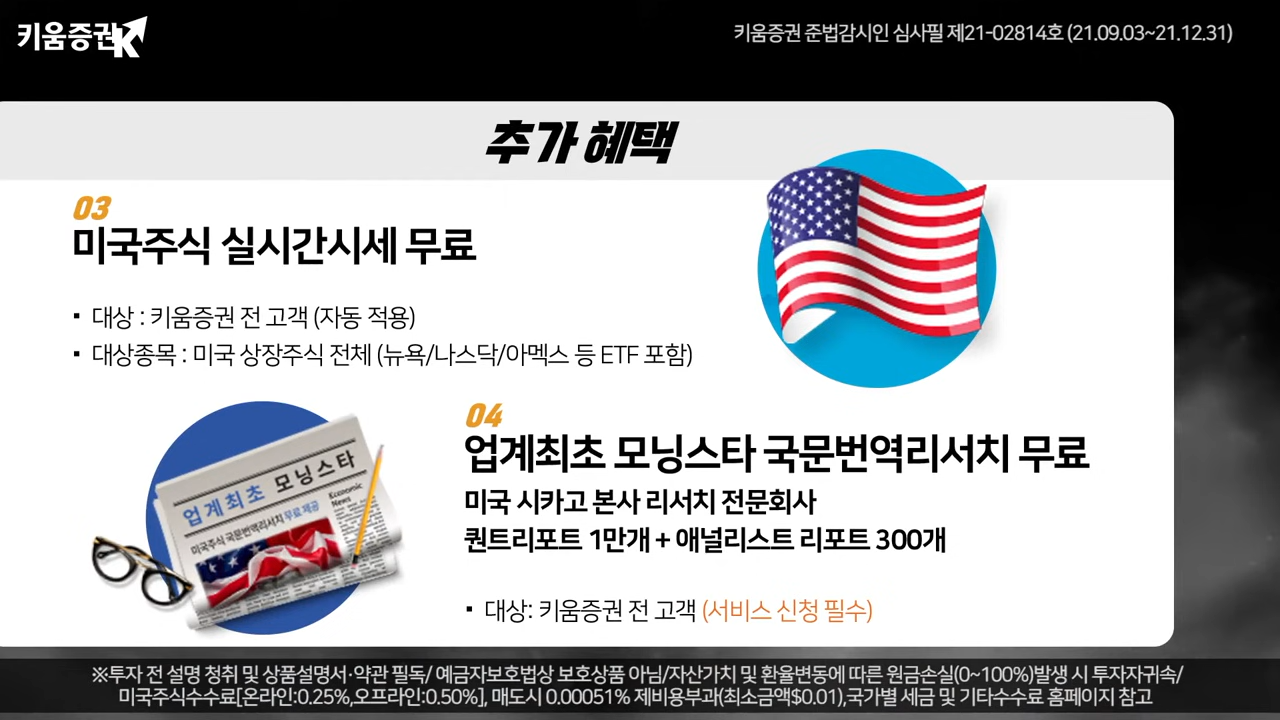 키움증권
키움증권 준법감시인 심사필 제21-02814호 (21.09.03~21.12.31)
추가 혜택
03
미국주식 실시간시세 무료
▪ 대상 : 키움증권 전 고객 (자동 적용)
▪ 대상종목 : 미국 상장주식 전체 (뉴욕/나스닥/아멕스 등 ETF 포함)
04
업계최초 모닝스타 국문번역리서치 무료
미국 시카고 본사 리서치 전문회사
퀀트리포트 1만개 + 애널리스트 리포트 300개
▪ 대상: 키움증권 전 고객 (서비스 신청 필수)
업계최초 모닝스타
미국주식 국문번역리서치 무료 제공
Economic
News
※투자 전 설명 청취 및 상품설명서·약관 필독/ 예금자보호법상 보호상품 아님/자산가치 및 환율변동에 따른 원금손실(0~100%)발생 시 투자자귀속/
미국주식수수료[온라인:0.25%,오프라인:0.50%], 매도시 0.00051% 제비용부과(최소금액$0.01),국가별 세금 및 기타수수료 홈페이지 참고